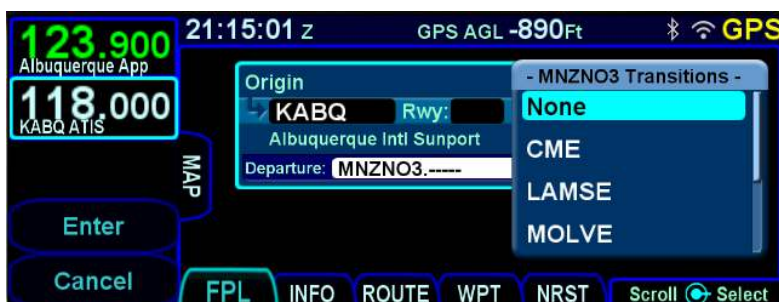 123.900
Albuquerque App
118.000
KABQ ATIS
21:15:01 Z
GPS AGL -890Ft
GPS
MAP
Origin
KABQ
Rwy:
Albuquerque Intl Sunport
Departure: MNZNO3.-----
- MNZNO3 Transitions -
None
CME
LAMSE
MOLVE
Enter
Cancel
FPL
INFO
ROUTE
WPT
NRST
Scroll Select